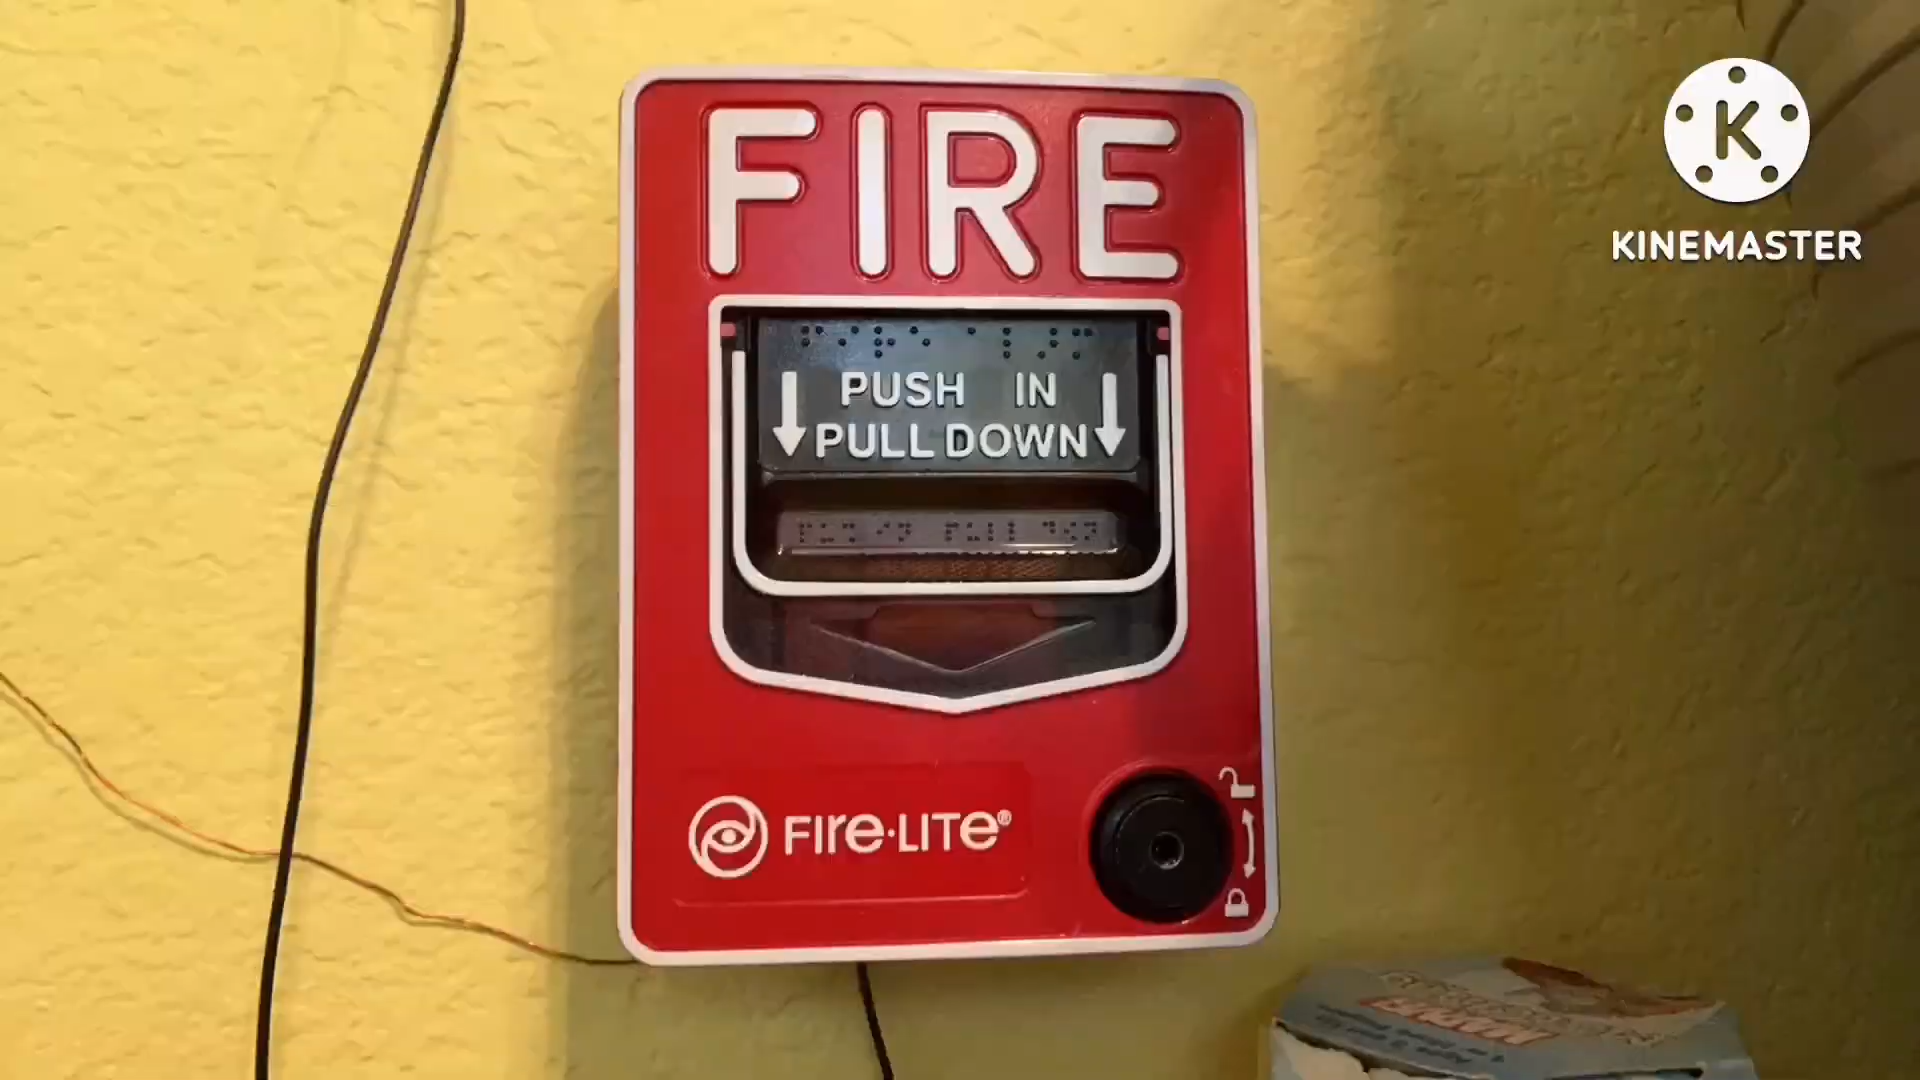 FIRE
PUSH IN
PULL DOWN
FIRE·LITE®
K
KINEMASTER